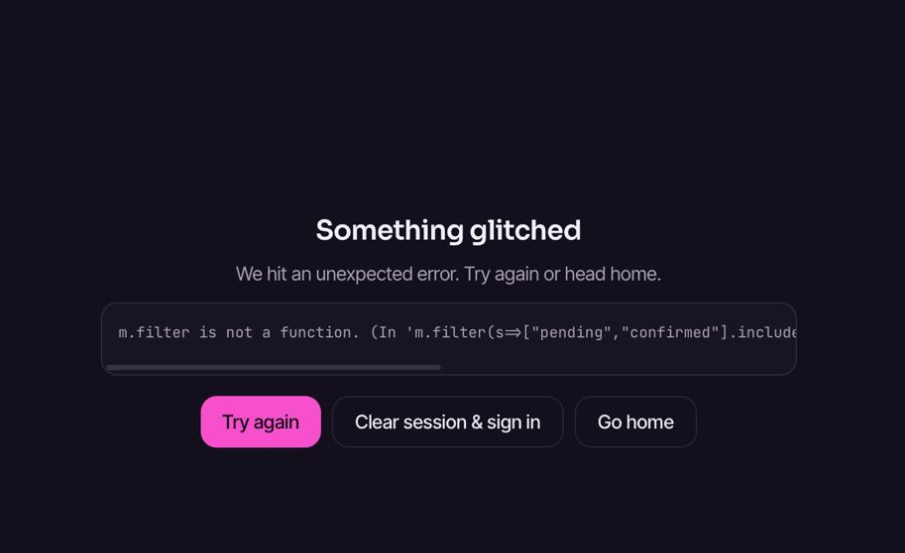 Something glitched
We hit an unexpected error. Try again or head home.
m.filter is not a function. (In 'm.filter(s=>["pending","confirmed"].include
Try again
Clear session & sign in
Go home